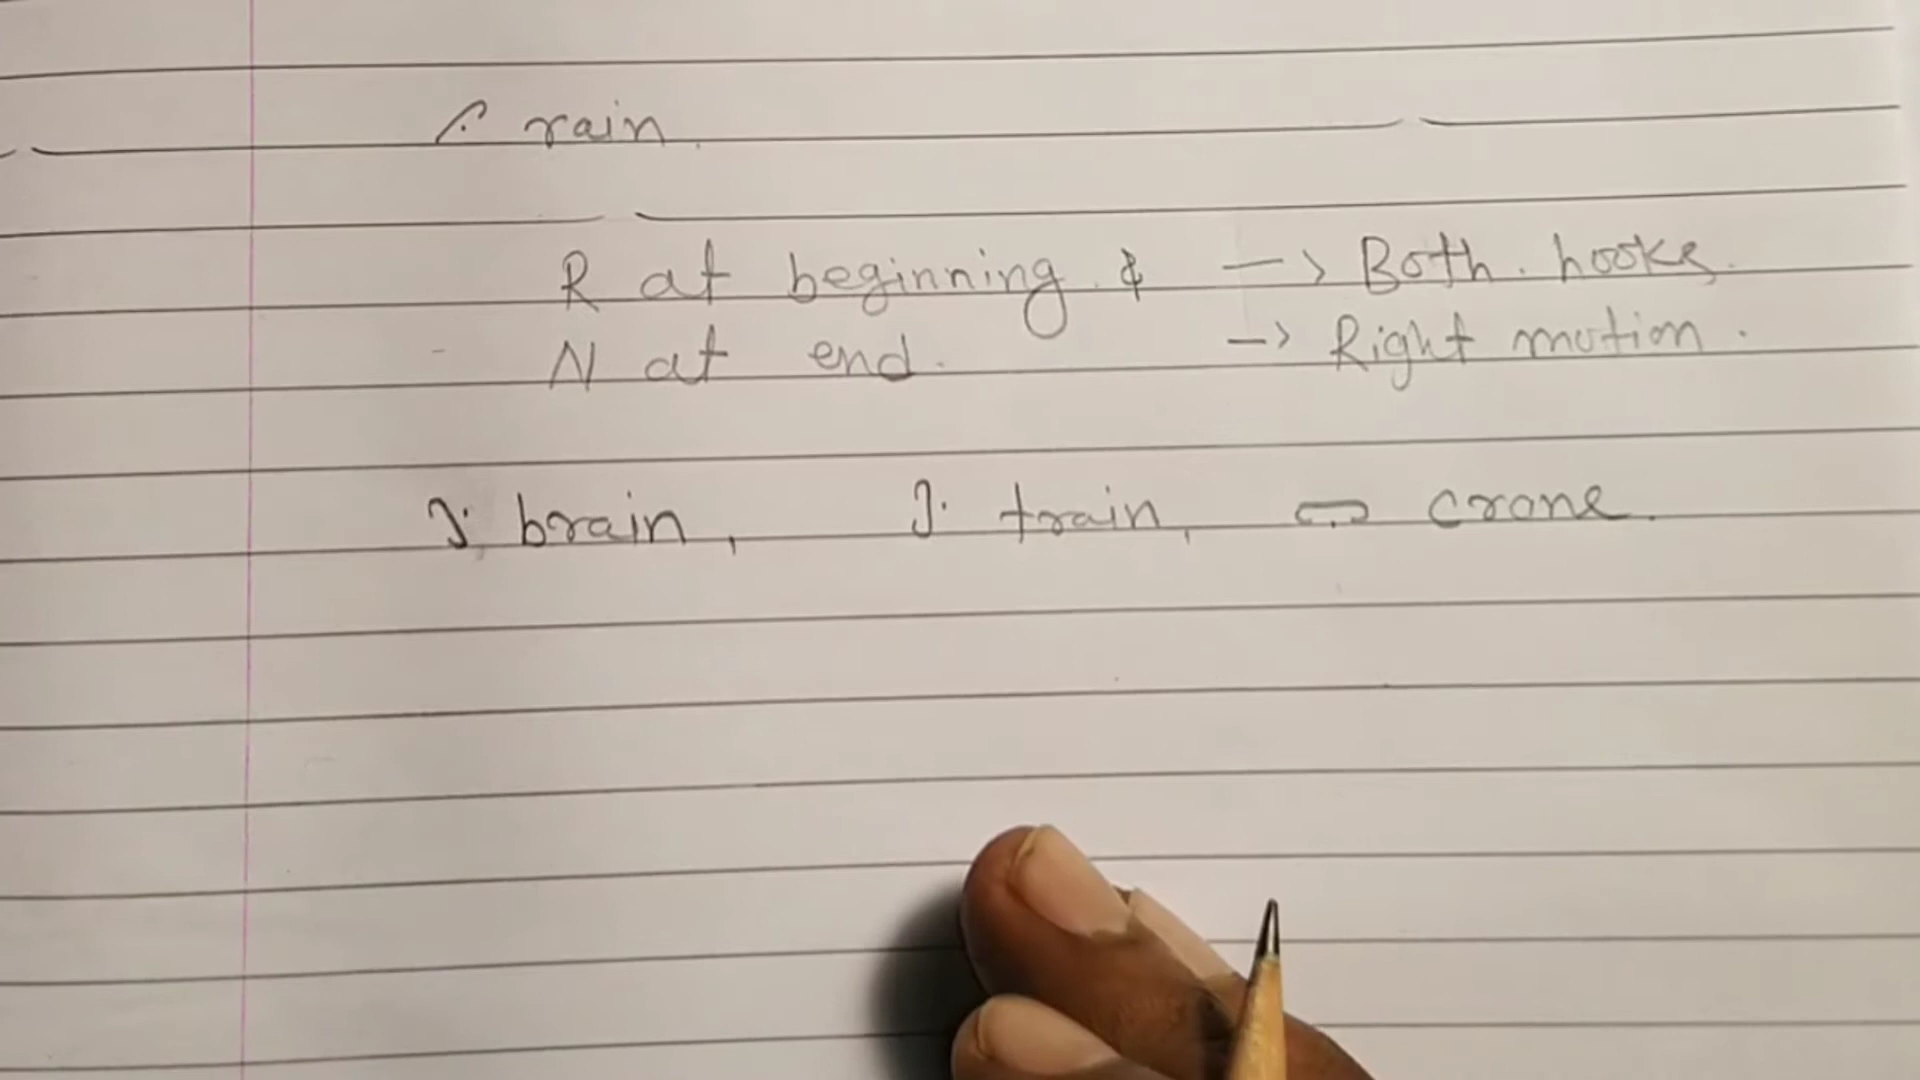 rain.
R at beginning & → Both hooks.
N at end. → Right motion.
brain, train, crane.